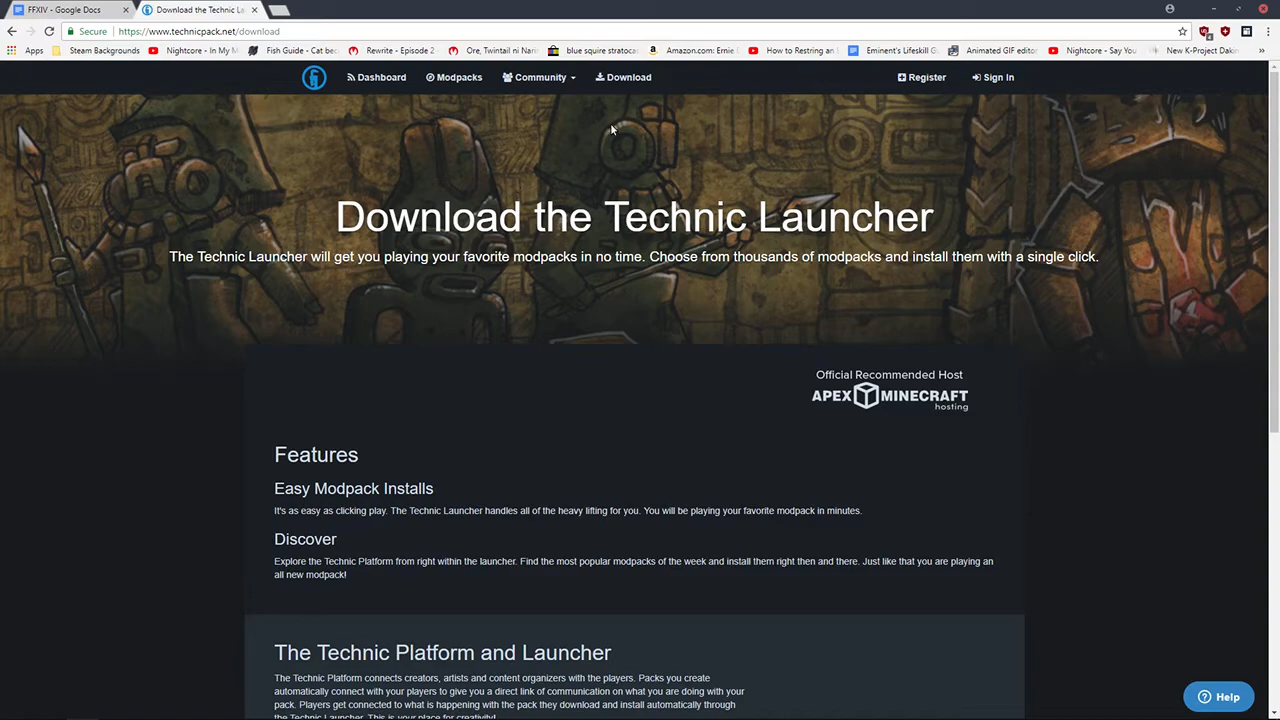 FFXIV - Google Docs
Download the Technic L
Secure
https://www.technicpack.net/download
Apps
Steam Backgrounds
Nightcore - In My M
Fish Guide - Cat bec
Rewrite - Episode 2
Ore, Twintail ni Narim
blue squire stratocas
Amazon.com: Ernie B
How to Restring an
Eminent's Lifeskill G
Animated GIF editor
Nightcore - Say You
New K-Project Dakim
Dashboard
Modpacks
Community
Download
Register
Sign In
Download the Technic Launcher
The Technic Launcher will get you playing your favorite modpacks in no time. Choose from thousands of modpacks and install them with a single click.
Official Recommended Host
APEX MINECRAFT
hosting
Features
Easy Modpack Installs
It's as easy as clicking play. The Technic Launcher handles all of the heavy lifting for you. You will be playing your favorite modpack in minutes.
Discover
Explore the Technic Platform from right within the launcher. Find the most popular modpacks of the week and install them right then and there. Just like that you are playing an
all new modpack!
The Technic Platform and Launcher
The Technic Platform connects creators, artists and content organizers with the players. Packs you create
automatically connect with your players to give you a direct link of communication on what you are doing with your
pack. Players get connected to what is happening with the pack they download and install automatically through
the Technic Launcher. This is your place for creativity!
Help